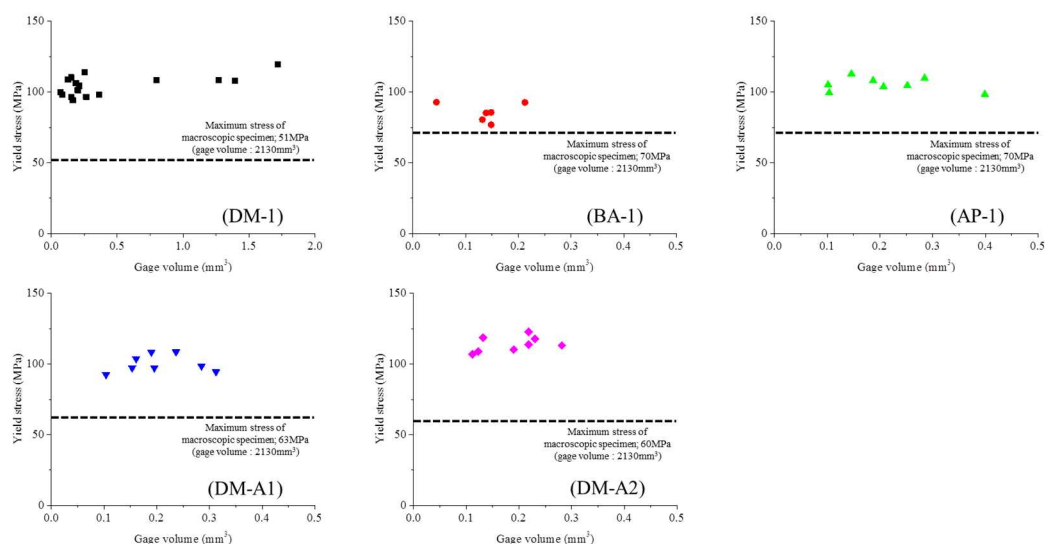 150
100
50
0
Yield stress (MPa)
Maximum stress of
macroscopic specimen; 51MPa
(gage volume : 2130mm³)
(DM-1)
0.0 0.5 1.0 1.5 2.0
Gage volume (mm³)
150
100
50
0
Yield stress (MPa)
Maximum stress of
macroscopic specimen; 70MPa
(gage volume : 2130mm³)
(BA-1)
0.0 0.1 0.2 0.3 0.4 0.5
Gage volume (mm³)
150
100
50
0
Yield stress (MPa)
Maximum stress of
macroscopic specimen; 70MPa
(gage volume : 2130mm³)
(AP-1)
0.0 0.1 0.2 0.3 0.4 0.5
Gage volume (mm³)
150
100
50
0
Yield stress (MPa)
Maximum stress of
macroscopic specimen; 63MPa
(gage volume : 2130mm³)
(DM-A1)
0.0 0.1 0.2 0.3 0.4 0.5
Gage volume (mm³)
150
100
50
0
Yield stress (MPa)
Maximum stress of
macroscopic specimen; 60MPa
(gage volume : 2130mm³)
(DM-A2)
0.0 0.1 0.2 0.3 0.4 0.5
Gage volume (mm³)